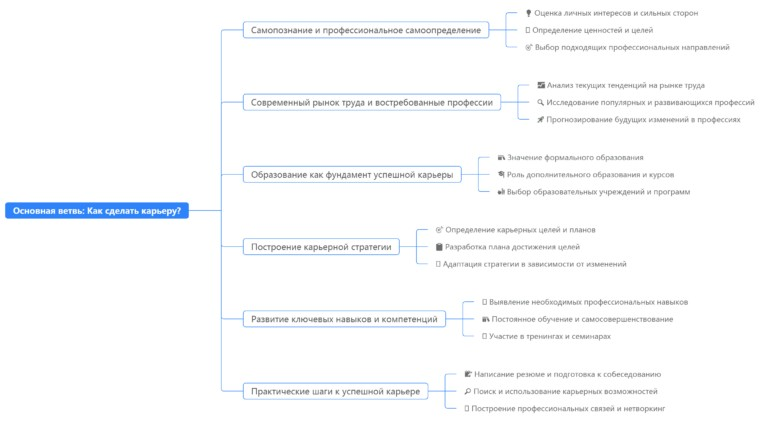 Основная ветвь: Как сделать карьеру?
Самопознание и профессиональное самоопределение
Оценка личных интересов и сильных сторон
Определение ценностей и целей
Выбор подходящих профессиональных направлений
Современный рынок труда и востребованные профессии
Анализ текущих тенденций на рынке труда
Исследование популярных и развивающихся профессий
Прогнозирование будущих изменений в профессиях
Образование как фундамент успешной карьеры
Значение формального образования
Роль дополнительного образования и курсов
Выбор образовательных учреждений и программ
Построение карьерной стратегии
Определение карьерных целей и планов
Разработка плана достижения целей
Адаптация стратегии в зависимости от изменений
Развитие ключевых навыков и компетенций
Выявление необходимых профессиональных навыков
Постоянное обучение и самосовершенствование
Участие в тренингах и семинарах
Практические шаги к успешной карьере
Написание резюме и подготовка к собеседованию
Поиск и использование карьерных возможностей
Построение профессиональных связей и нетворкинг